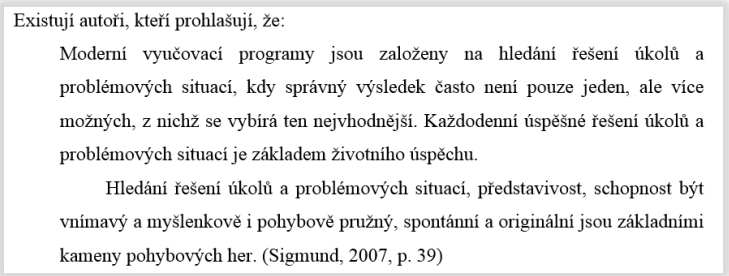 Existují autoři, kteří prohlašují, že:
Moderní vyučovací programy jsou založeny na hledání řešení úkolů a
problémových situací, kdy správný výsledek často není pouze jeden, ale více
možných, z nichž se vybírá ten nejvhodnější. Každodenní úspěšné řešení úkolů a
problémových situací je základem životního úspěchu.
Hledání řešení úkolů a problémových situací, představivost, schopnost být
vnímavý a myšlenkově i pohybově pružný, spontánní a originální jsou základními
kameny pohybových her. (Sigmund, 2007, p. 39)